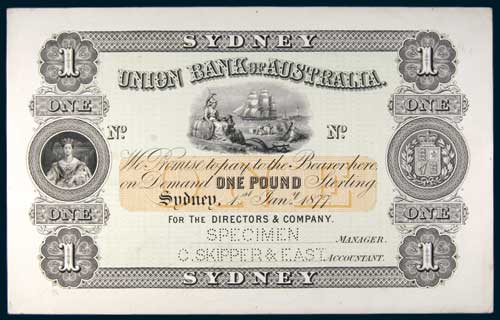 1 SYDNEY 1
UNION BANK OF AUSTRALIA.
ONE ONE
No. No.
We Promise to pay to the Bearer here,
on Demand ONE POUND Sterling.
Sydney, 1st Jany. 1877.
FOR THE DIRECTORS & COMPANY.
ONE ONE
SPECIMEN MANAGER.
C. SKIPPER & EAST ACCOUNTANT.
1 SYDNEY 1